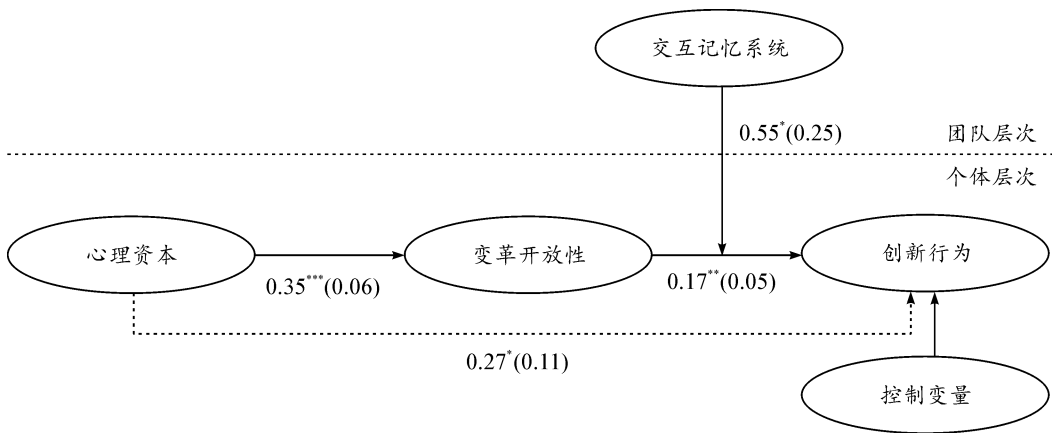 交互记忆系统
0.55*(0.25)
团队层次
个体层次
心理资本
变革开放性
创新行为
0.35***(0.06)
0.17**(0.05)
0.27*(0.11)
控制变量